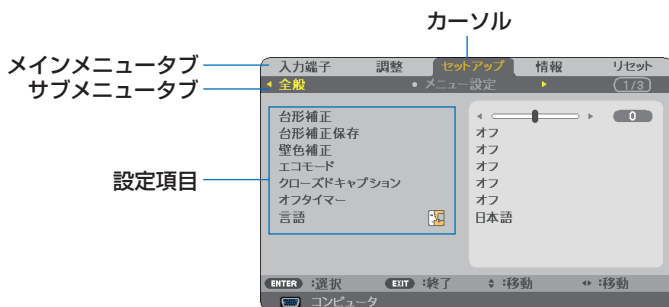 カーソル
メインメニュータブ
サブメニュータブ
設定項目
入力端子 調整 セットアップ 情報 リセット
全般 ● メニュー設定 1/3
台形補正 0
台形補正保存 オフ
壁色補正 オフ
エコモード オフ
クローズドキャプション オフ
オフタイマー オフ
言語 日本語
ENTER :選択 EXIT :終了 :移動 :移動
コンピュータ